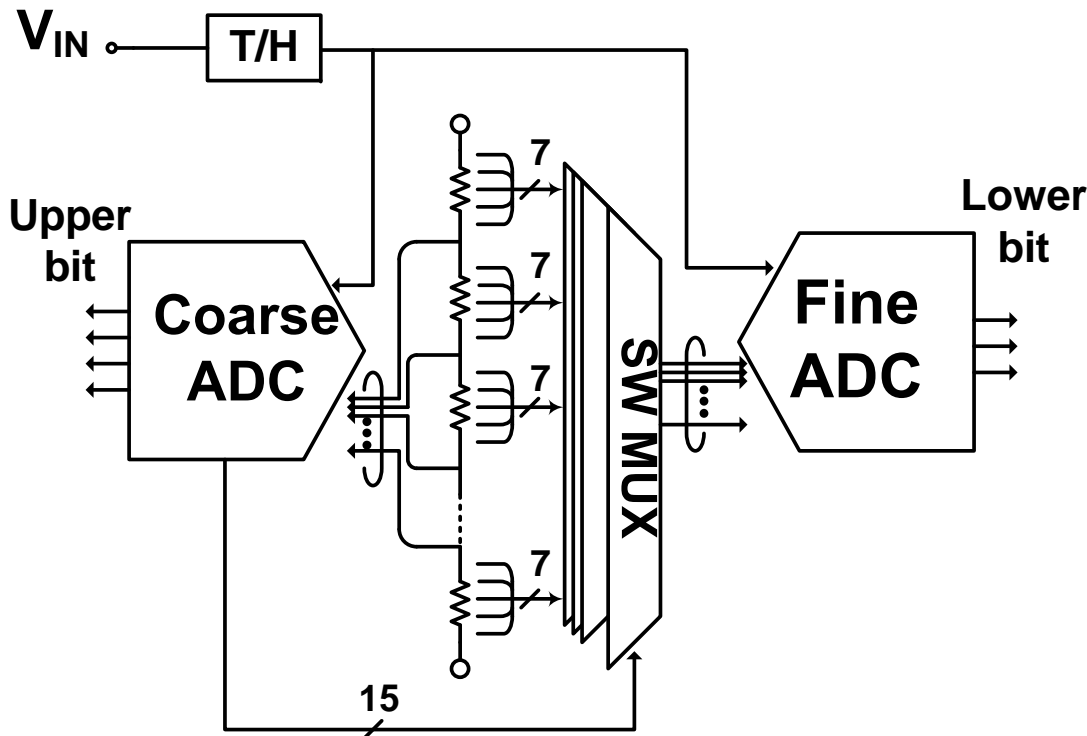 VIN
T/H
7
Upper
bit
Lower
bit
7
Coarse
ADC
Fine
ADC
7
SW MUX
7
15